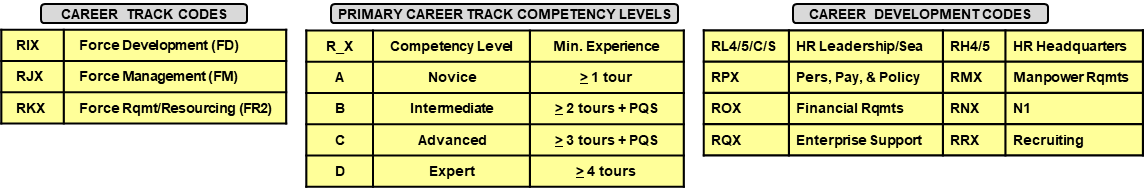 CAREER TRACK CODES
RIX Force Development (FD)
RJX Force Management (FM)
RKX Force Rqmt/Resourcing (FR2)
PRIMARY CAREER TRACK COMPETENCY LEVELS
R_X Competency Level Min. Experience
A Novice ≥ 1 tour
B Intermediate ≥ 2 tours + PQS
C Advanced ≥ 3 tours + PQS
D Expert ≥ 4 tours
CAREER DEVELOPMENT CODES
RL4/5/C/S HR Leadership/Sea RH4/5 HR Headquarters
RPX Pers, Pay, & Policy RMX Manpower Rqmts
ROX Financial Rqmts RNX N1
RQX Enterprise Support RRX Recruiting